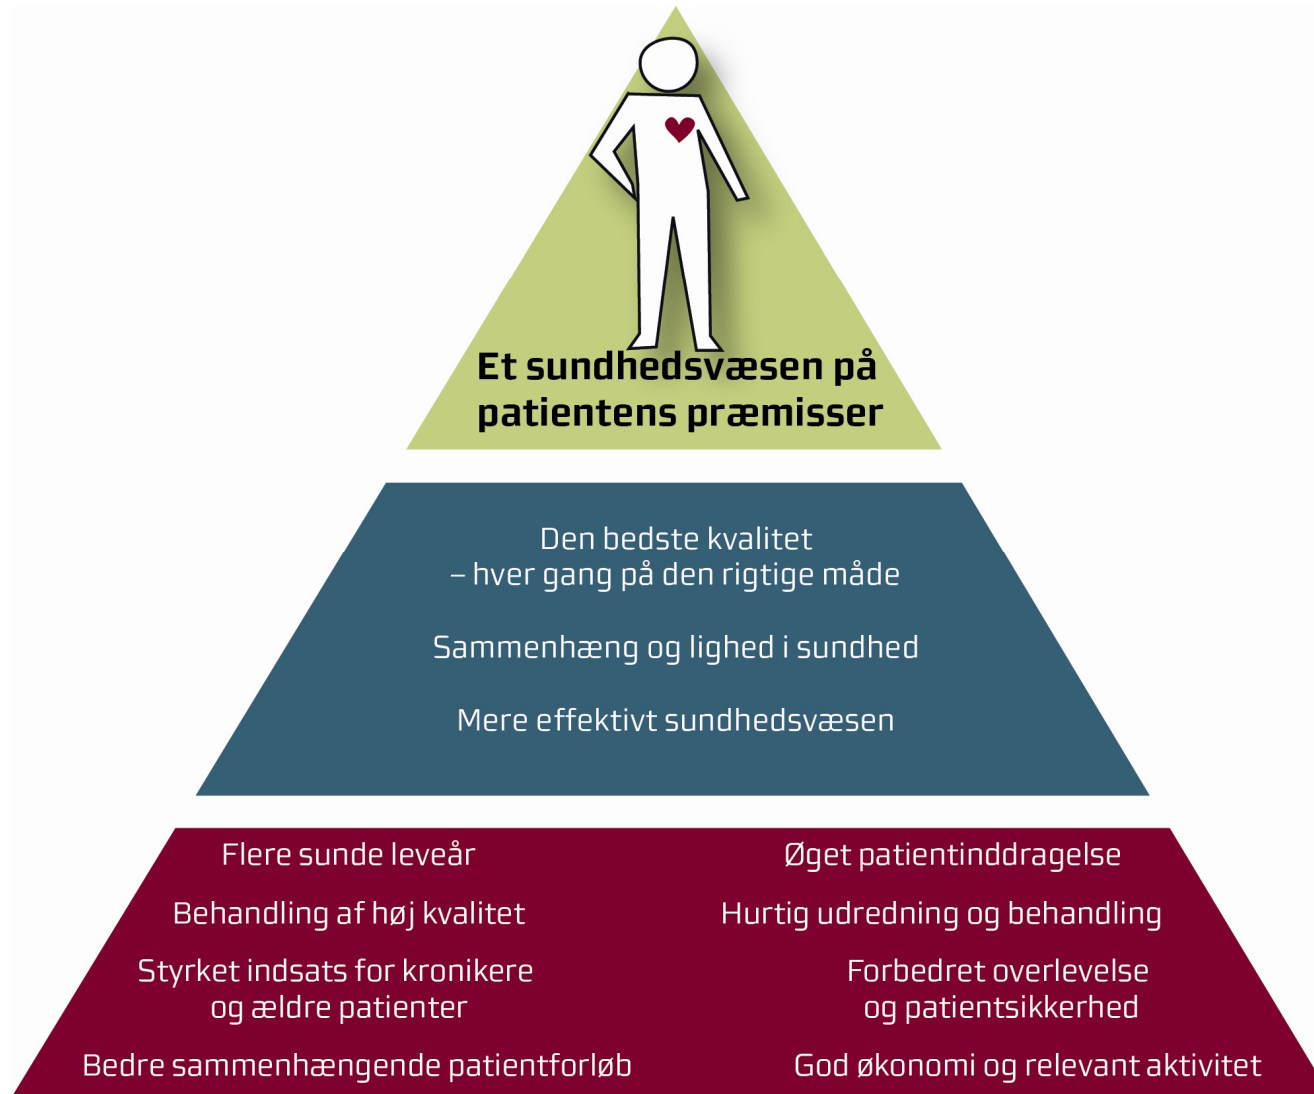 Et sundhedsvæsen på
patientens præmisser
Den bedste kvalitet
– hver gang på den rigtige måde
Sammenhæng og lighed i sundhed
Mere effektivt sundhedsvæsen
Flere sunde leveår
Behandling af høj kvalitet
Styrket indsats for kronikere
og ældre patienter
Bedre sammenhængende patientforløb
Øget patientinddragelse
Hurtig udredning og behandling
Forbedret overlevelse
og patientsikkerhed
God økonomi og relevant aktivitet